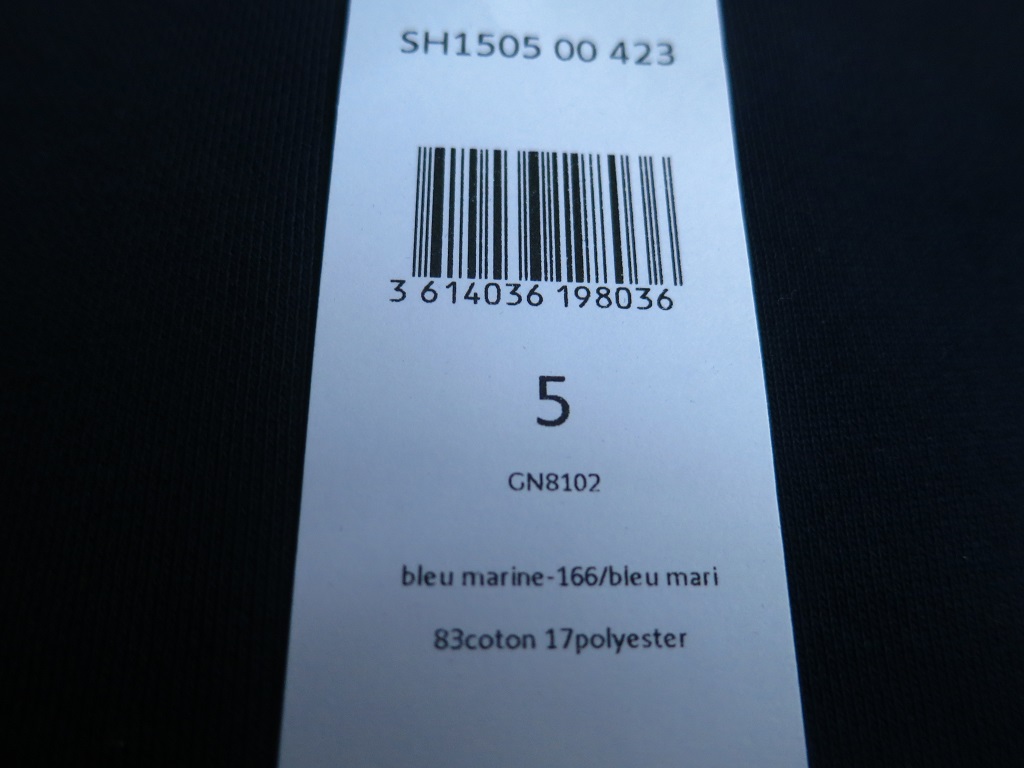 SH1505 00 423
3 614036 198036
5
GN8102
bleu marine-166/bleu mari
83coton 17polyester